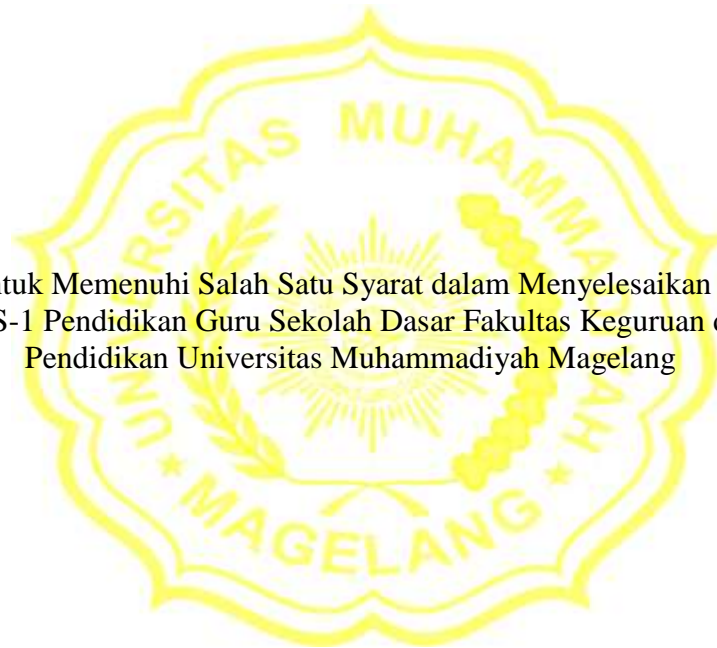 UNIVERSITAS MUHAMMADIYAH
tuk Memenuhi Salah Satu Syarat dalam Menyelesaikan
S-1 Pendidikan Guru Sekolah Dasar Fakultas Keguruan d
Pendidikan Universitas Muhammadiyah Magelang
MAGELANG